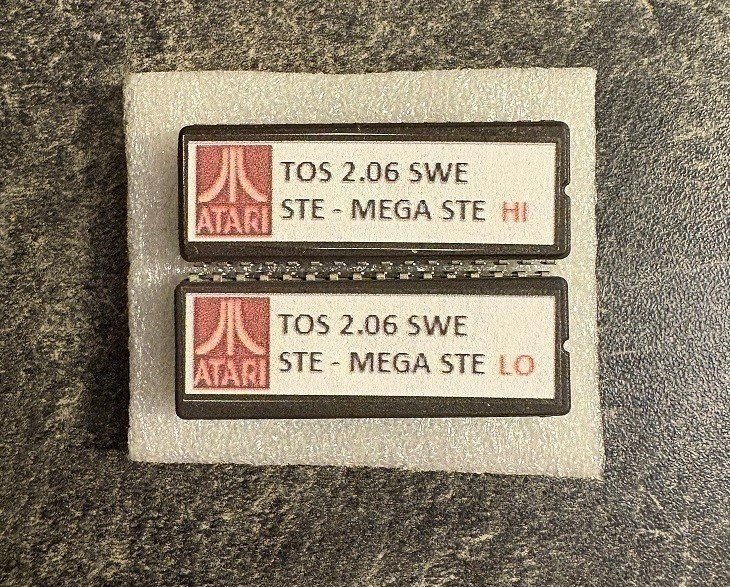 ATARI
TOS 2.06 SWE
STE - MEGA STE HI
ATARI
TOS 2.06 SWE
STE - MEGA STE LO